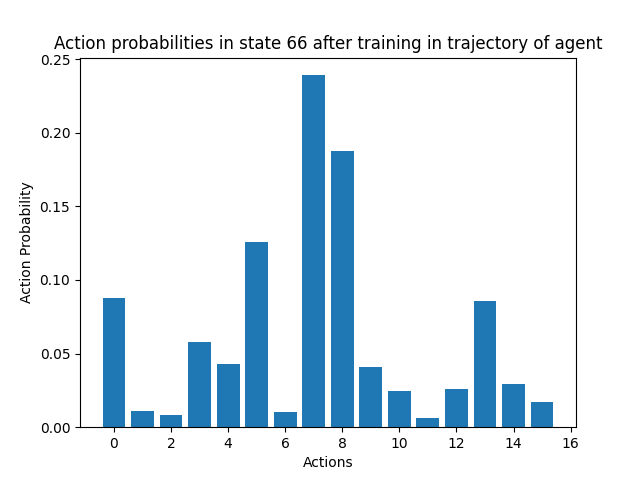 Action probabilities in state 66 after training in trajectory of agent
0.25
0.20
0.15
0.10
0.05
0.00
Action Probability
0 2 4 6 8 10 12 14 16
Actions